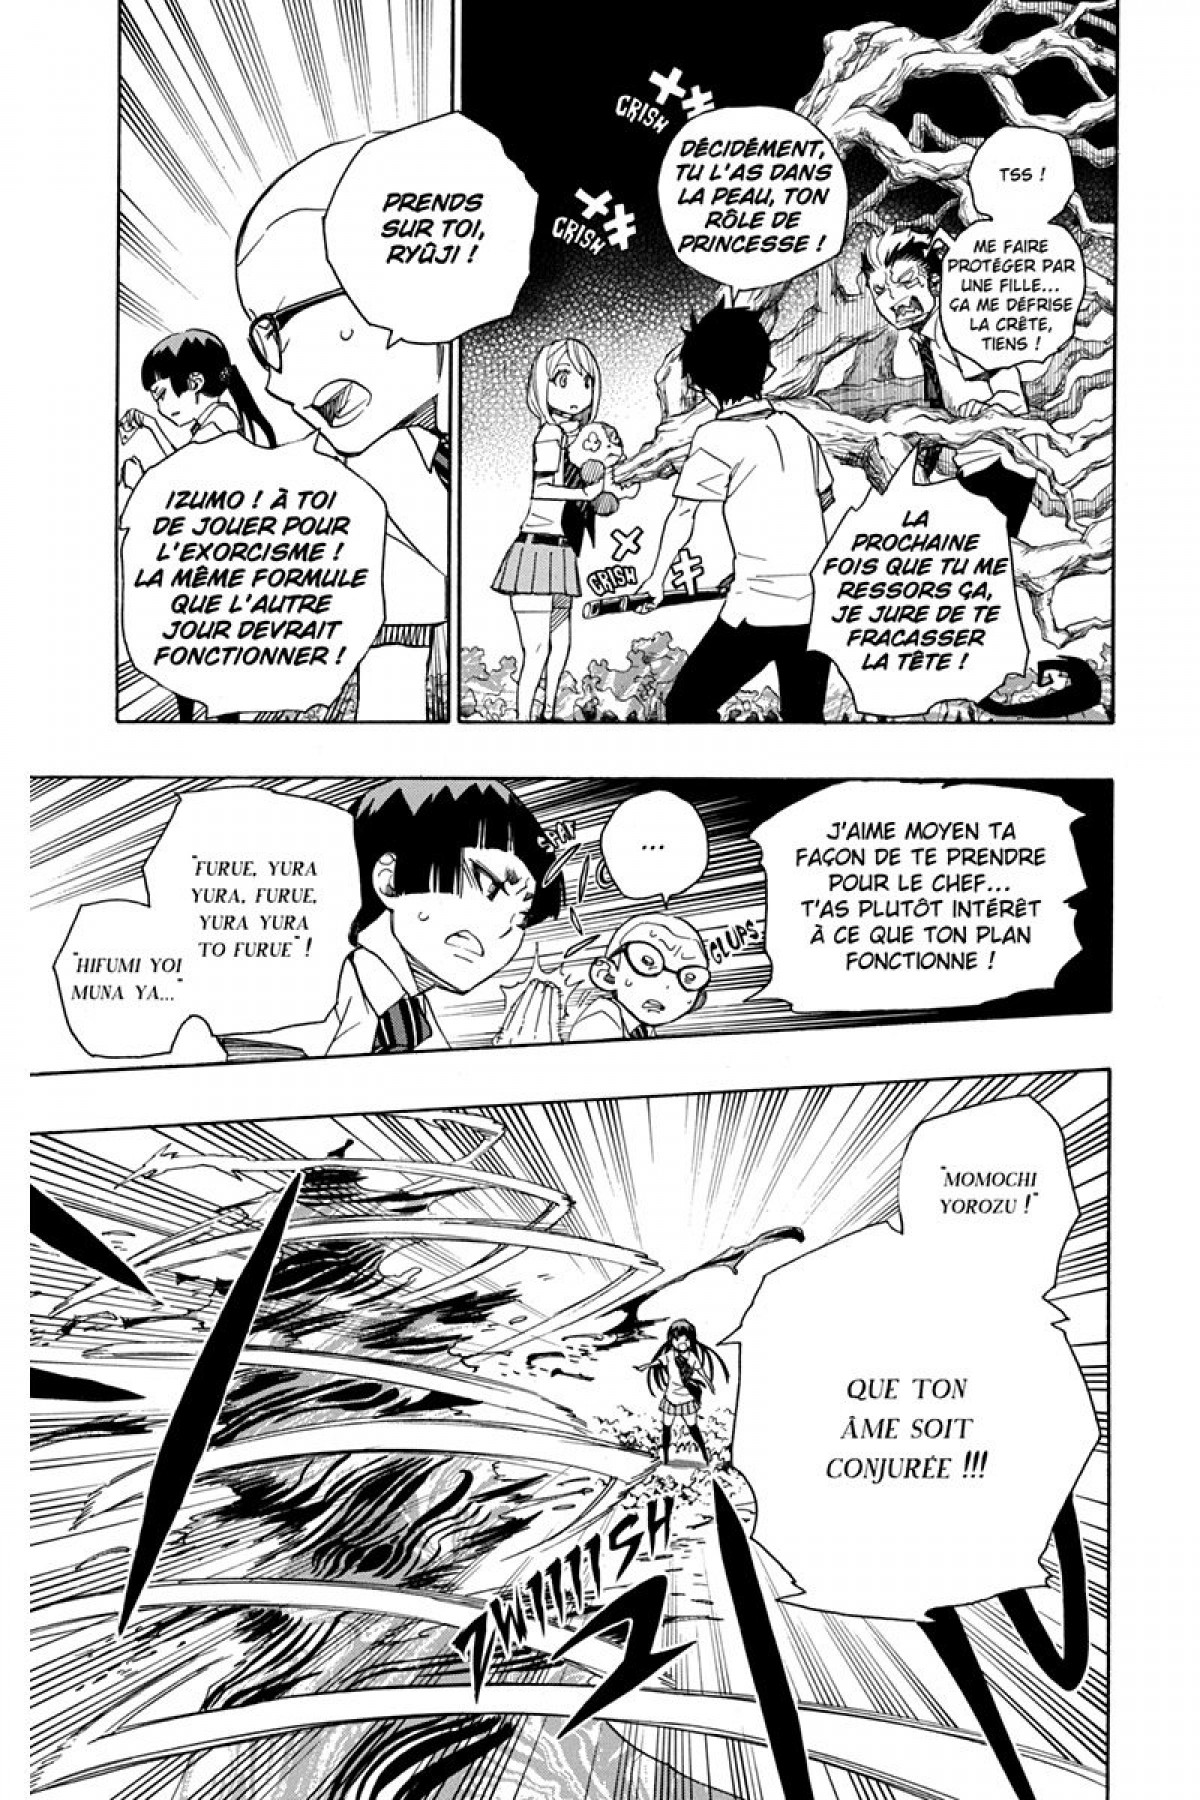 TSS !
ME FAIRE
PROTÉGER PAR
UNE FILLE...
ÇA ME DÉFRISE
LA CRÊTE,
TIENS !
CRISH
DÉCIDÉMENT,
TU L'AS DANS
LA PEAU, TON
RÔLE DE
PRINCESSE !
CRISH
CRISH
LA
PROCHAINE
FOIS QUE TU ME
RESSORS ÇA,
JE JURE DE TE
FRACASSER
LA TÊTE !
PRENDS
SUR TOI,
RYÛJI !
IZUMO ! À TOI
DE JOUER POUR
L'EXORCISME !
LA MÊME FORMULE
QUE L'AUTRE
JOUR DEVRAIT
FONCTIONNER !
J'AIME MOYEN TA
FAÇON DE TE PRENDRE
POUR LE CHEF...
T'AS PLUTÔT INTÉRÊT
À CE QUE TON PLAN
FONCTIONNE !
...
GLUPS
"FURUE, YURA
YURA, FURUE,
YURA YURA
TO FURUE" !
"HIFUMI YOI
MUNA YA..."
"MOMOCHI
YOROZU !"
QUE TON
ÂME SOIT
CONJURÉE !!!
ZWIIIIISH